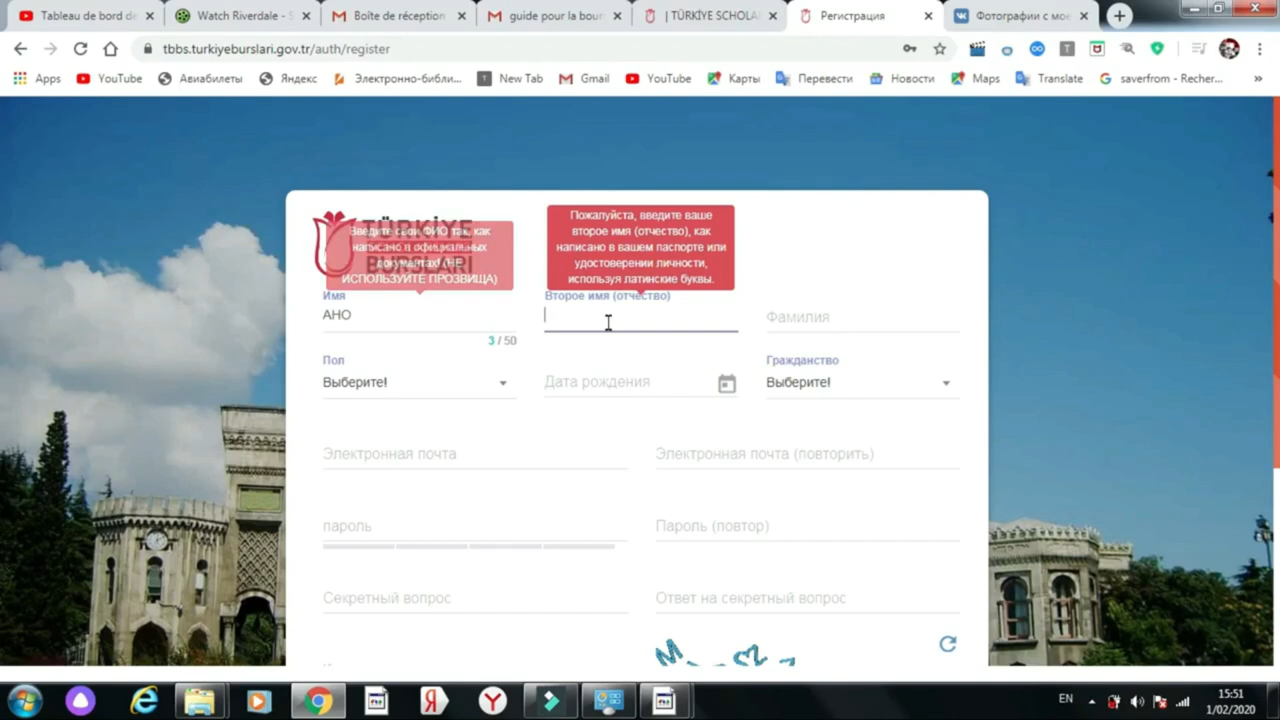 Tableau de bord de
Watch Riverdale - S
Boîte de réception
guide pour la bour
| TÜRKİYE SCHOLA
Регистрация
Фотографии с мое
tbbs.turkiyeburslari.gov.tr/auth/register
Apps
YouTube
Авиабилеты
Яндекс
Электронно-библи...
New Tab
Gmail
YouTube
Карты
Перевести
Новости
Maps
Translate
saverfrom - Recher...
»
TÜRKİYE
BURSLARI
Введите свои ФИО так, как
написано в официальных
документах! (НЕ
ИСПОЛЬЗУЙТЕ ПРОЗВИЩА)
Пожалуйста, введите ваше
второе имя (отчество), как
написано в вашем паспорте или
удостоверении личности,
используя латинские буквы.
Имя
Второе имя (отчество)
AHO
Фамилия
3 / 50
Пол
Гражданство
Выберите!
Дата рождения
Выберите!
Электронная почта
Электронная почта (повторить)
пароль
Пароль (повтор)
Секретный вопрос
Ответ на секретный вопрос
EN
15:51
1/02/2020